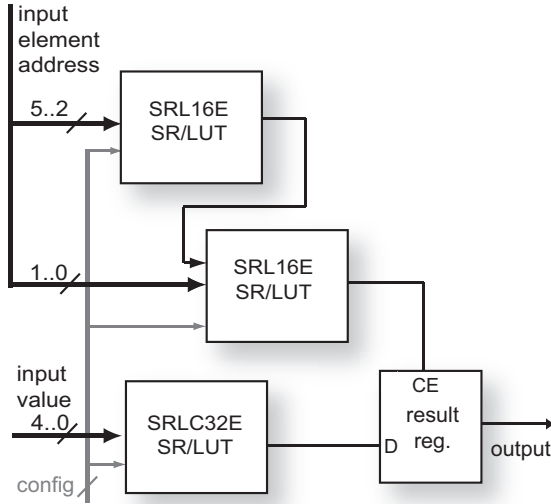 input
element
address
5..2
SRL16E
SR/LUT
1..0
SRL16E
SR/LUT
input
value
4..0
SRLC32E
SR/LUT
CE
result
reg.
D
output
config